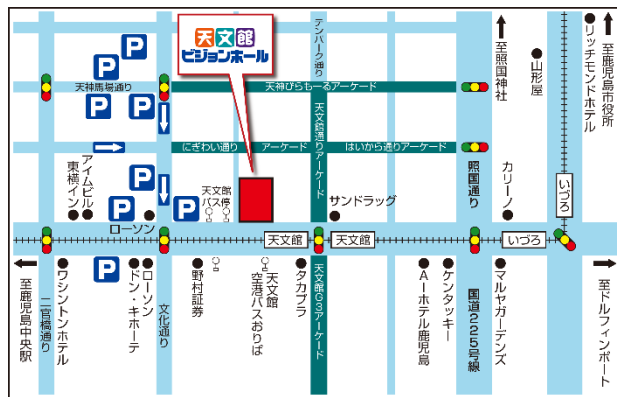 天文館
ビジョンホール
テンパーク通り
至照国神社
山形屋
リッチモンドホテル
至鹿児島市役所
P
P
天神馬場通り
天神ぴらもーるアーケード
P
P
天文館通りアーケード
にぎわい通り
アーケード
はいから通りアーケード
P
アイムビル
東横イン
天文館
バス停
照国通り
カリーノ
いづろ
P
ローソン
P
サンドラッグ
天文館
天文館
いづろ
至鹿児島中央駅
二官橋通り
ワシントンホテル
P
ドン・キホーテ
ローソン
文化通り
野村証券
天文館
空港バスおりば
タカプラ
天文館G3アーケード
Aーホテル鹿児島
ケンタッキー
国道225号線
マルヤガーデンズ
至ドルフィンポート